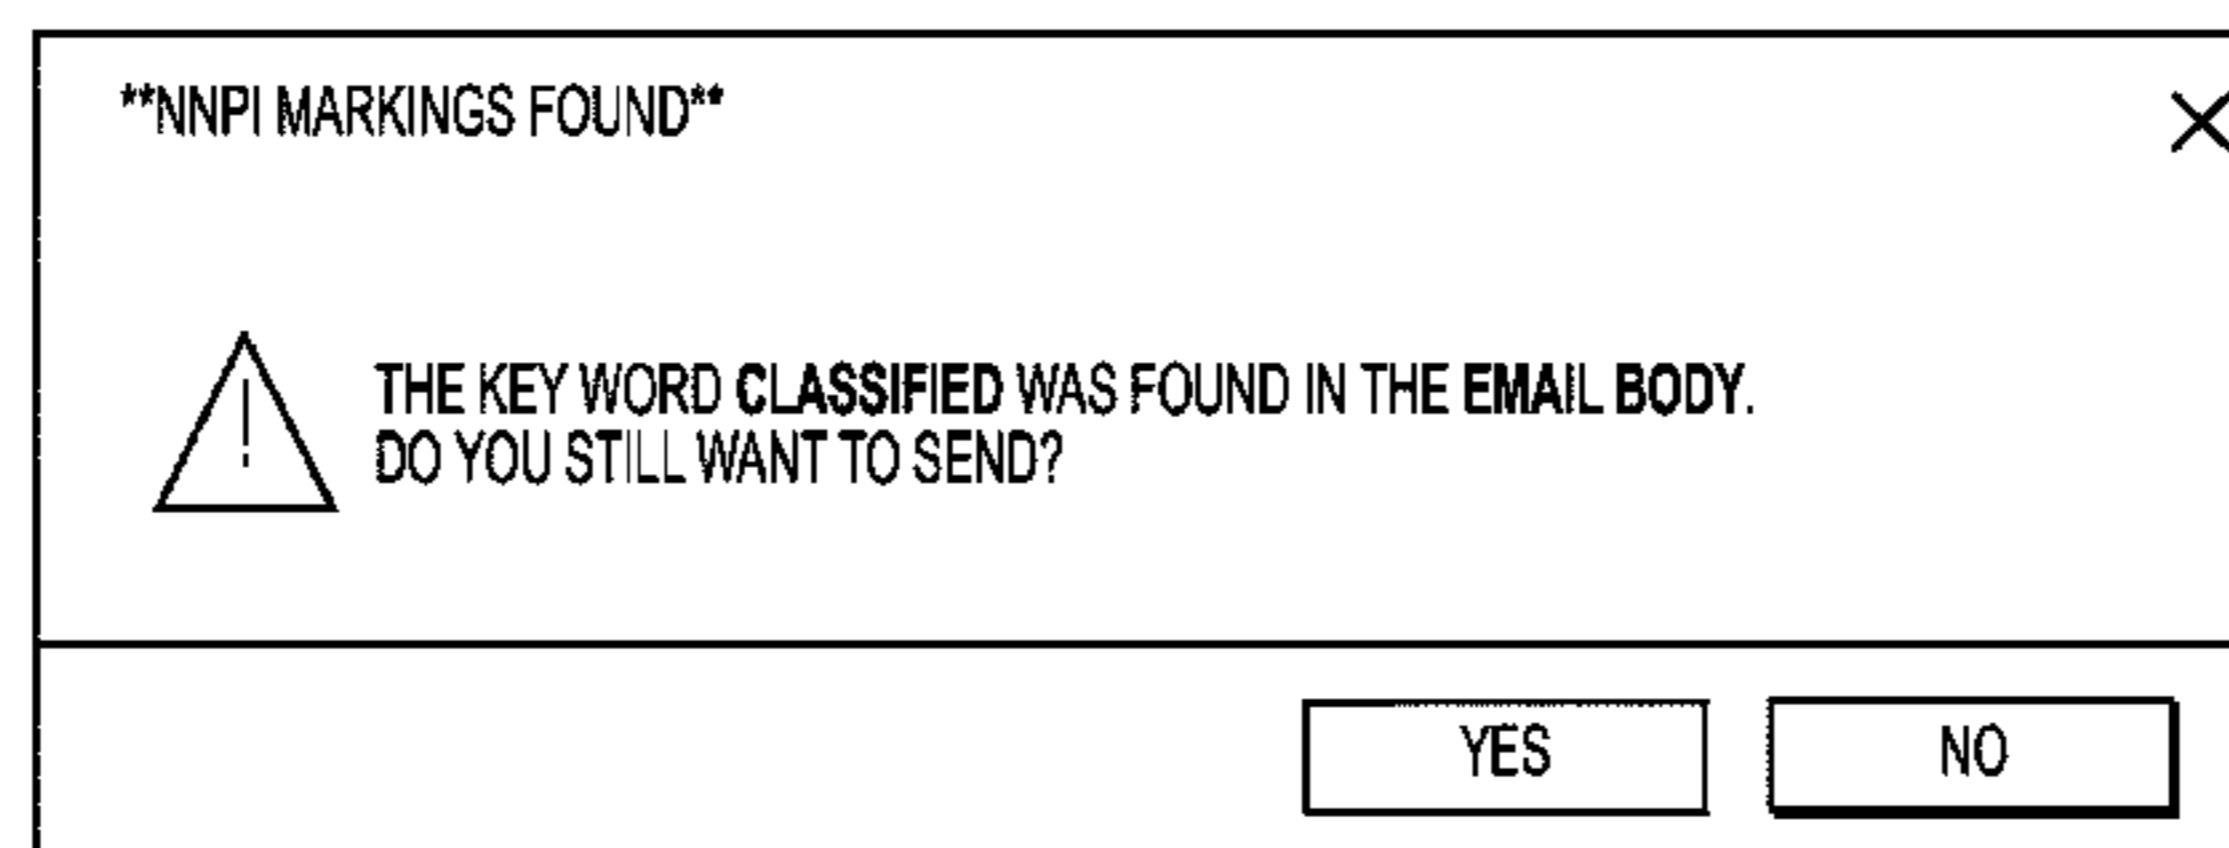 **NNPI MARKINGS FOUND**
THE KEY WORD CLASSIFIED WAS FOUND IN THE EMAIL BODY.
DO YOU STILL WANT TO SEND?
YES
NO